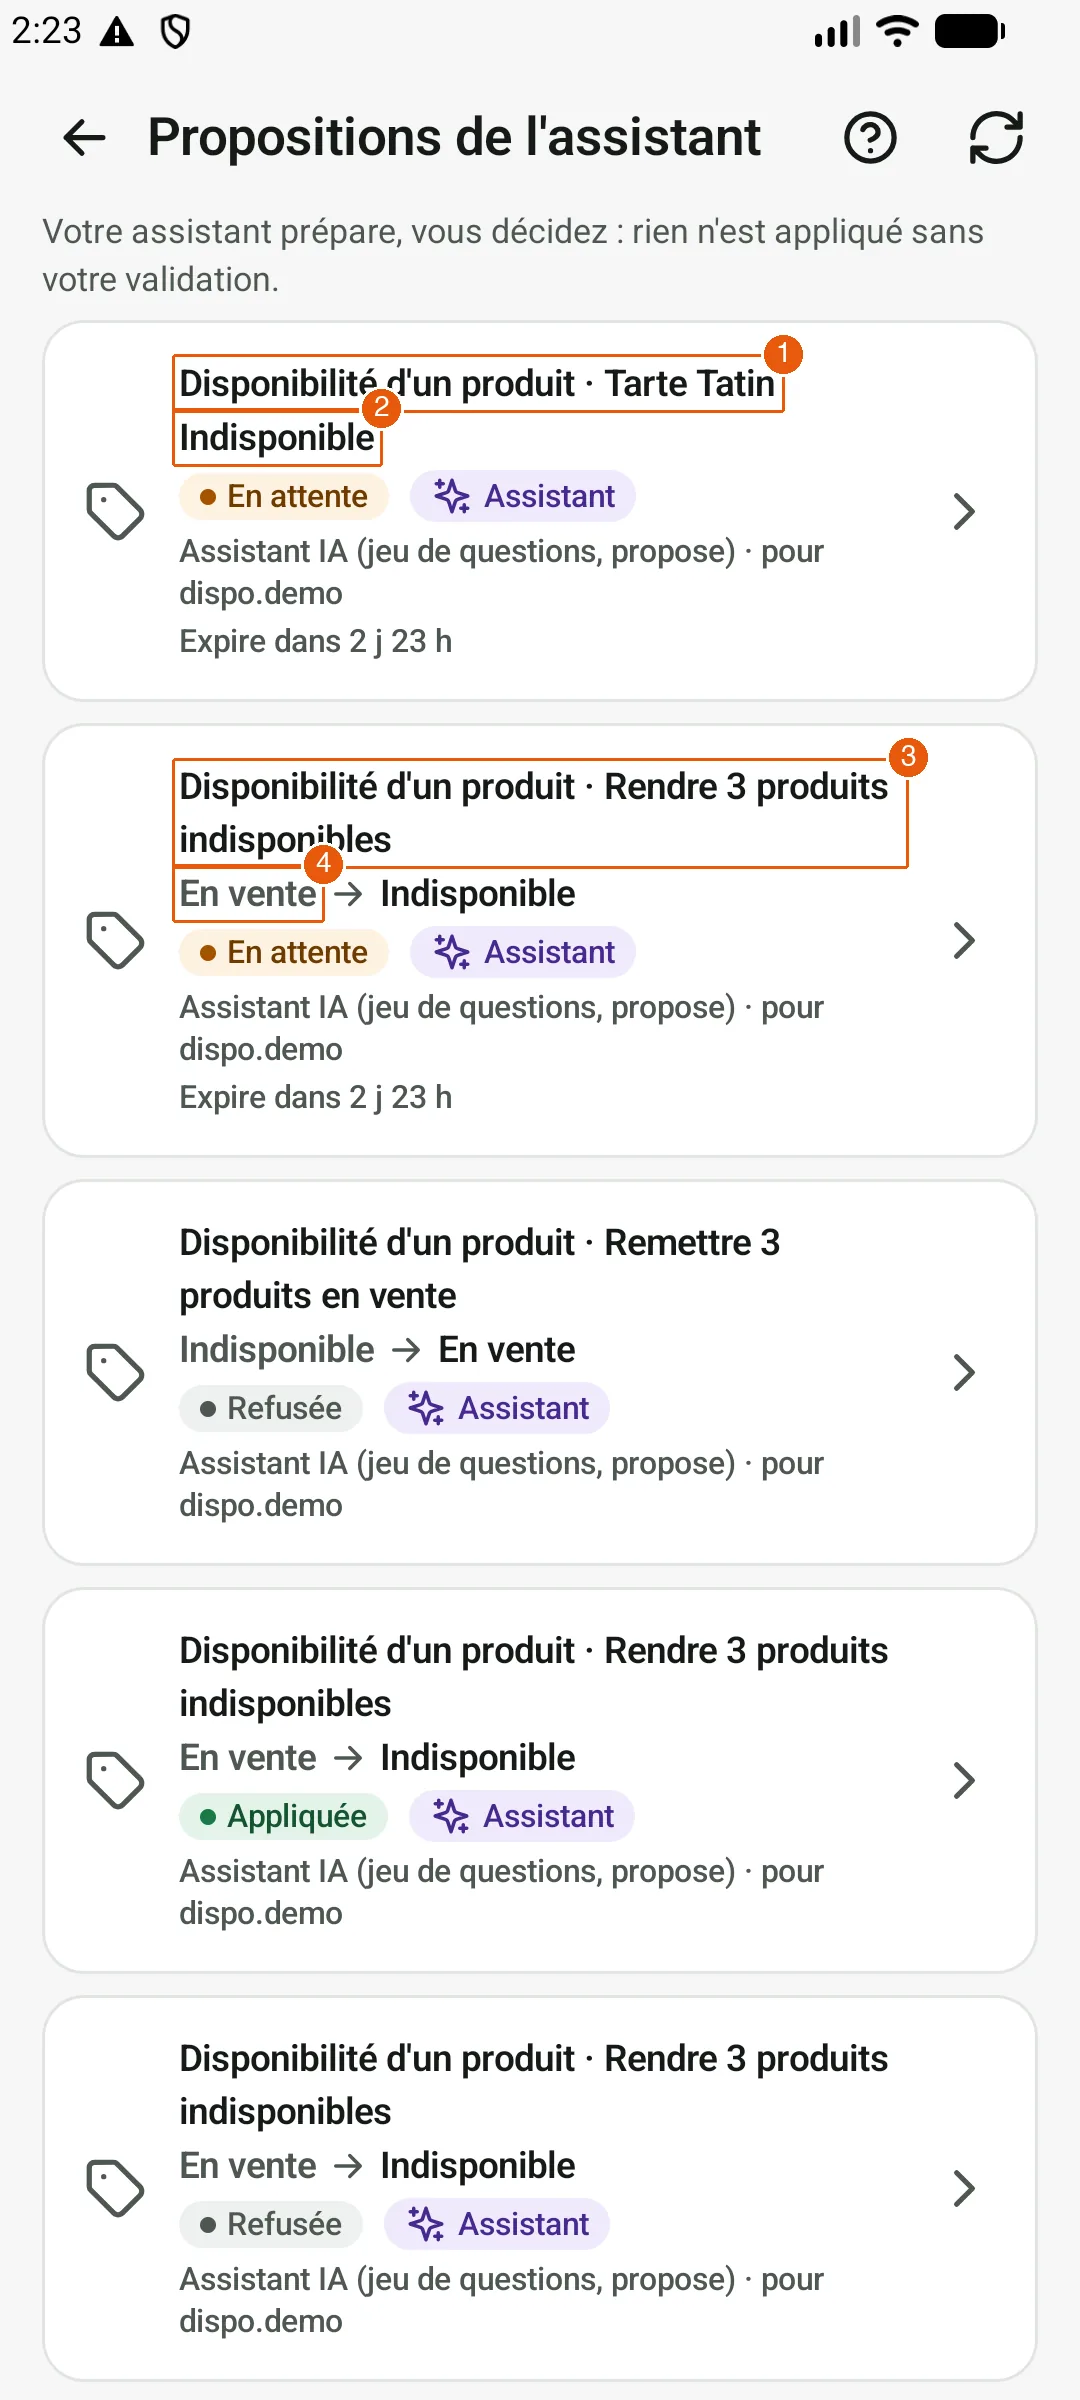 2:23
Propositions de l'assistant
Votre assistant prépare, vous décidez : rien n'est appliqué sans
votre validation.
1
Disponibilité d'un produit · Tarte Tatin
2
Indisponible
En attente Assistant
Assistant IA (jeu de questions, propose) · pour
dispo.demo
Expire dans 2 j 23 h
3
Disponibilité d'un produit · Rendre 3 produits
indisponibles
4
En vente → Indisponible
En attente Assistant
Assistant IA (jeu de questions, propose) · pour
dispo.demo
Expire dans 2 j 23 h
Disponibilité d'un produit · Remettre 3
produits en vente
Indisponible → En vente
Refusée Assistant
Assistant IA (jeu de questions, propose) · pour
dispo.demo
Disponibilité d'un produit · Rendre 3 produits
indisponibles
En vente → Indisponible
Appliquée Assistant
Assistant IA (jeu de questions, propose) · pour
dispo.demo
Disponibilité d'un produit · Rendre 3 produits
indisponibles
En vente → Indisponible
Refusée Assistant
Assistant IA (jeu de questions, propose) · pour
dispo.demo